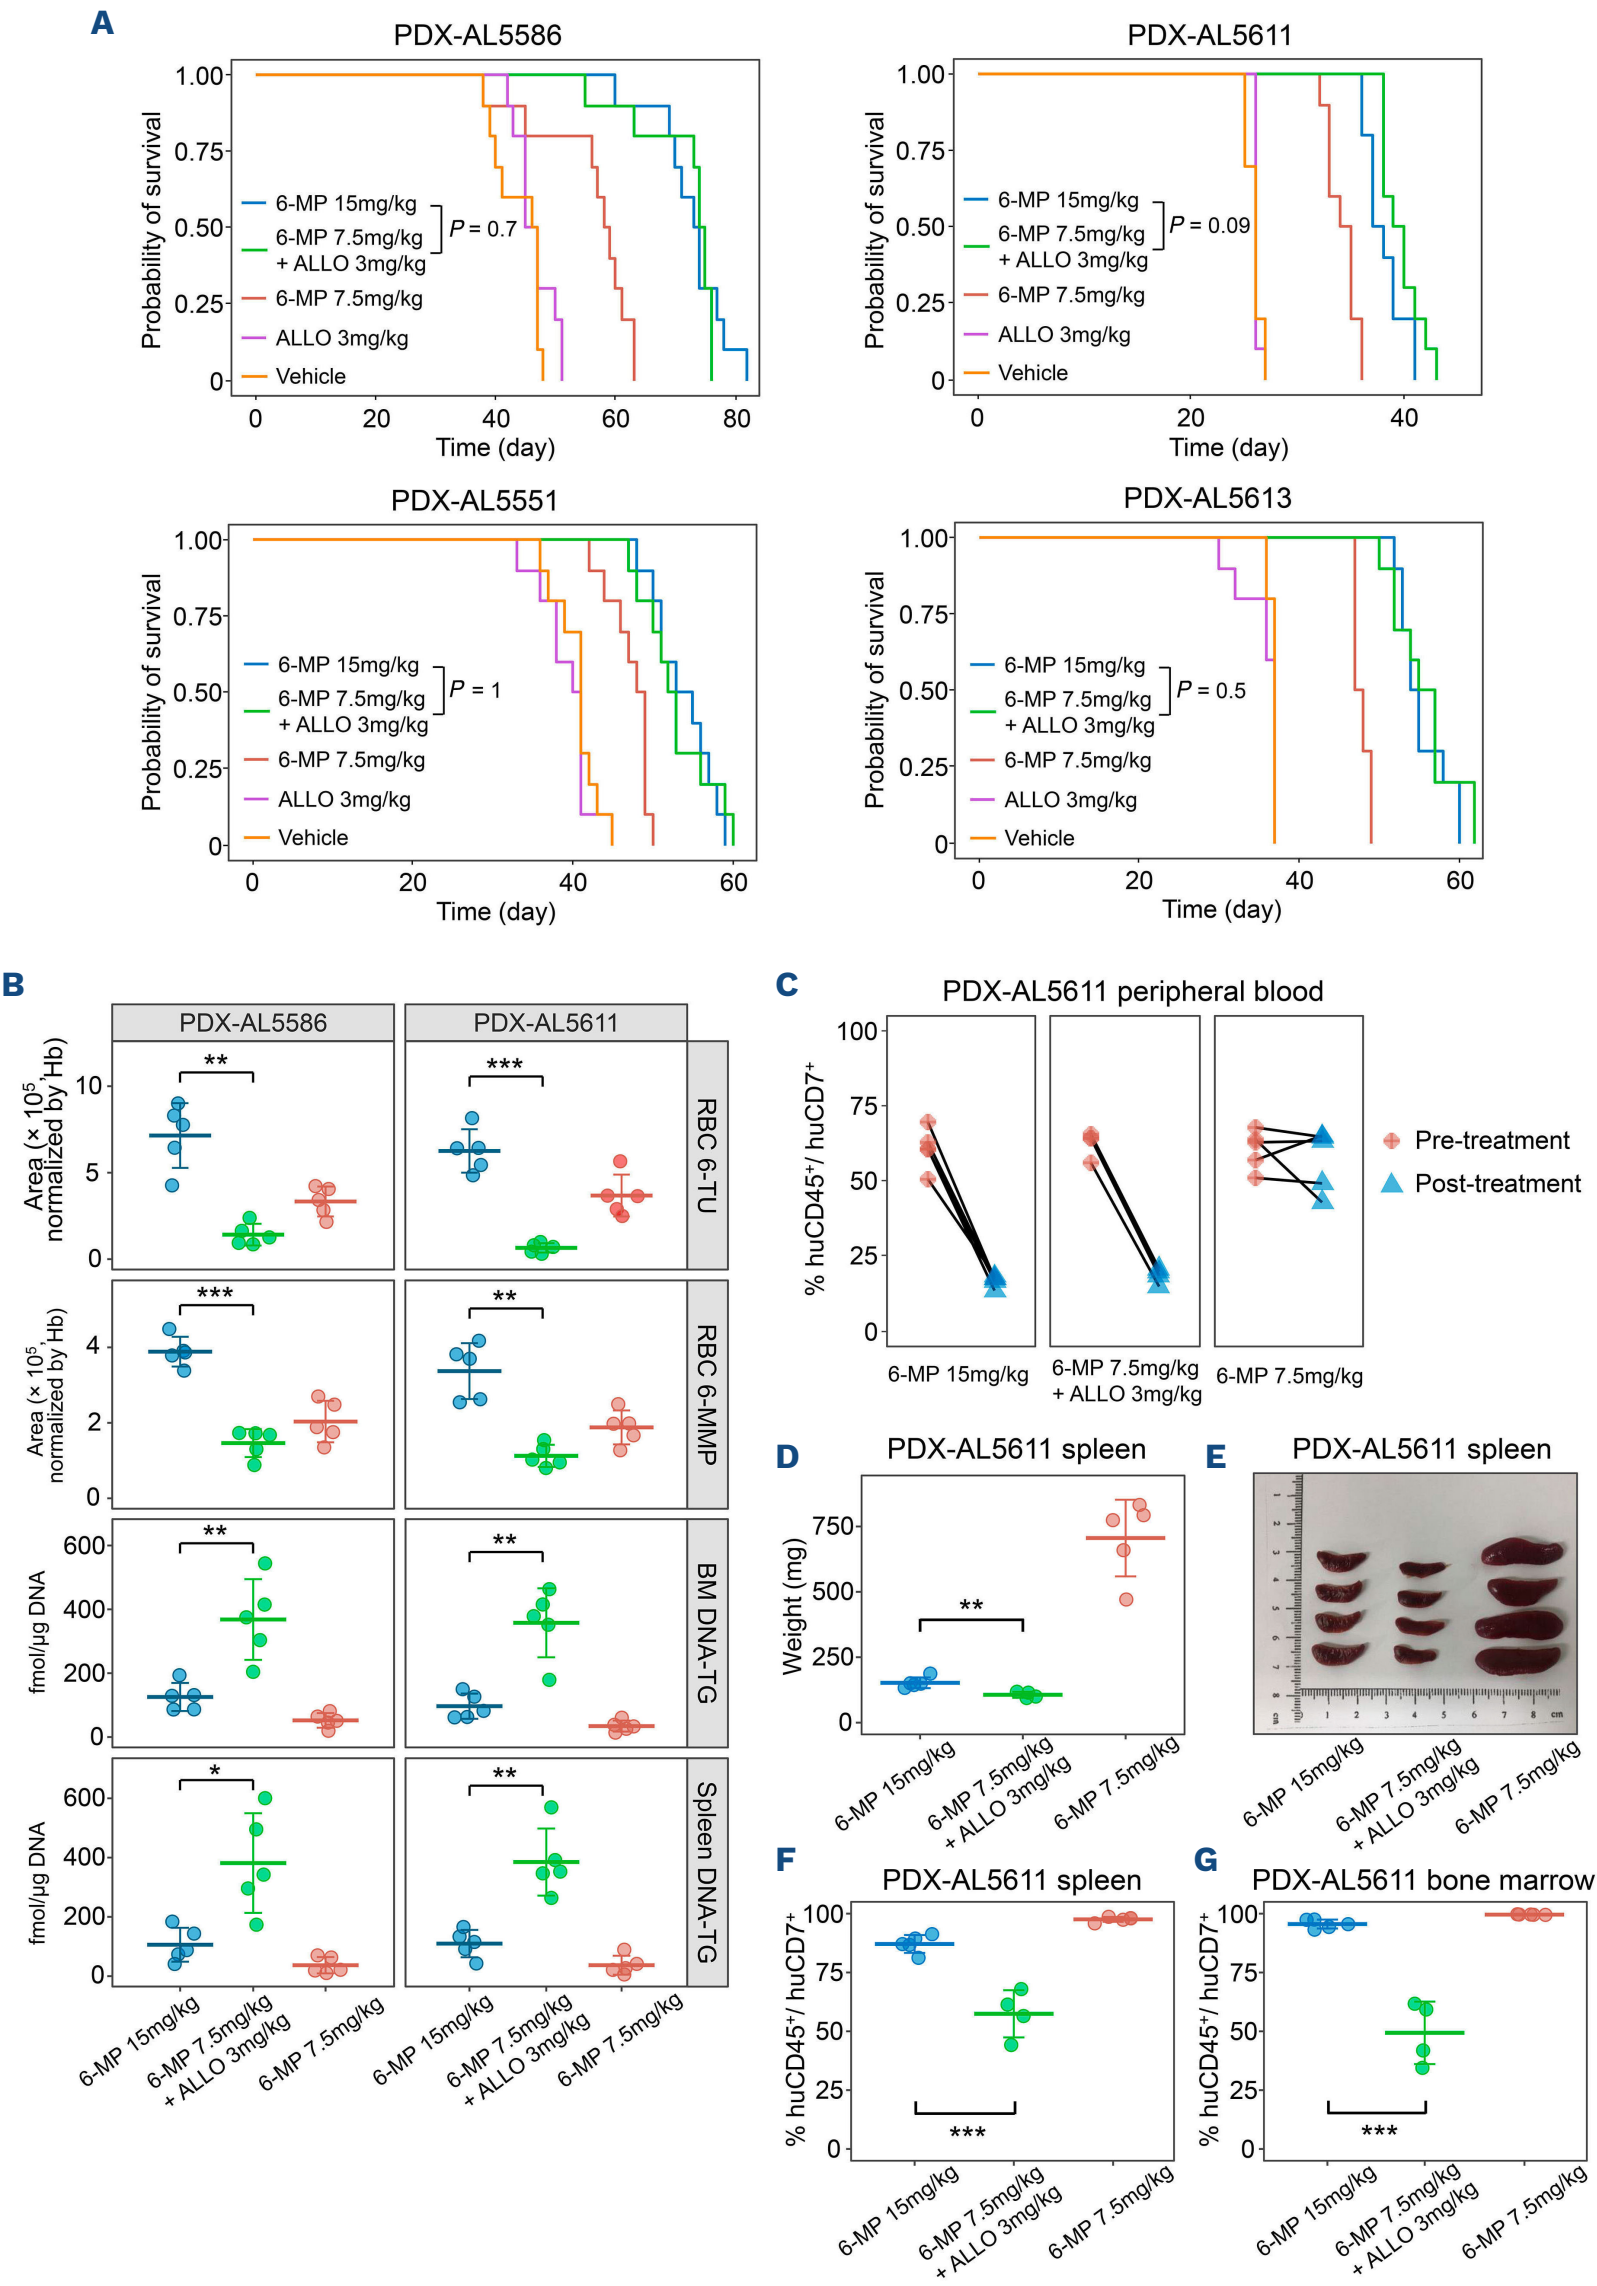 A
PDX-AL5586
Probability of survival
1.00
0.75
0.50
0.25
0
6-MP 15mg/kg
6-MP 7.5mg/kg
+ ALLO 3mg/kg
P = 0.7
6-MP 7.5mg/kg
ALLO 3mg/kg
Vehicle
0 20 40 60 80
Time (day)
PDX-AL5611
Probability of survival
1.00
0.75
0.50
0.25
0
6-MP 15mg/kg
6-MP 7.5mg/kg
+ ALLO 3mg/kg
P = 0.09
6-MP 7.5mg/kg
ALLO 3mg/kg
Vehicle
0 20 40
Time (day)
PDX-AL5551
Probability of survival
1.00
0.75
0.50
0.25
0
6-MP 15mg/kg
6-MP 7.5mg/kg
+ ALLO 3mg/kg
P = 1
6-MP 7.5mg/kg
ALLO 3mg/kg
Vehicle
0 20 40 60
Time (day)
PDX-AL5613
Probability of survival
1.00
0.75
0.50
0.25
0
6-MP 15mg/kg
6-MP 7.5mg/kg
+ ALLO 3mg/kg
P = 0.5
6-MP 7.5mg/kg
ALLO 3mg/kg
Vehicle
0 20 40 60
Time (day)
B
PDX-AL5586 PDX-AL5611
Area (× 10⁵,
normalized by Hb)
10
5
0
** ***
RBC 6-TU
Area (× 10⁵,
normalized by Hb)
4
2
0
*** **
RBC 6-MMP
fmol/µg DNA
600
400
200
0
** **
BM DNA-TG
fmol/µg DNA
600
400
200
0
* **
Spleen DNA-TG
6-MP 15mg/kg
6-MP 7.5mg/kg
+ ALLO 3mg/kg
6-MP 7.5mg/kg
6-MP 15mg/kg
6-MP 7.5mg/kg
+ ALLO 3mg/kg
6-MP 7.5mg/kg
C
PDX-AL5611 peripheral blood
% huCD45⁺/ huCD7⁺
100
75
50
25
0
6-MP 15mg/kg
6-MP 7.5mg/kg
+ ALLO 3mg/kg
6-MP 7.5mg/kg
Pre-treatment
Post-treatment
D
PDX-AL5611 spleen
Weight (mg)
750
500
250
0
**
6-MP 15mg/kg
6-MP 7.5mg/kg
+ ALLO 3mg/kg
6-MP 7.5mg/kg
E
PDX-AL5611 spleen
1
2
3
4
5
6
7
8
cm
1 2 3 4 5 6 7 8 cm
6-MP 15mg/kg
6-MP 7.5mg/kg
+ ALLO 3mg/kg
6-MP 7.5mg/kg
F
PDX-AL5611 spleen
% huCD45⁺/ huCD7⁺
100
75
50
25
0
***
6-MP 15mg/kg
6-MP 7.5mg/kg
+ ALLO 3mg/kg
6-MP 7.5mg/kg
G
PDX-AL5611 bone marrow
% huCD45⁺/ huCD7⁺
100
75
50
25
0
***
6-MP 15mg/kg
6-MP 7.5mg/kg
+ ALLO 3mg/kg
6-MP 7.5mg/kg